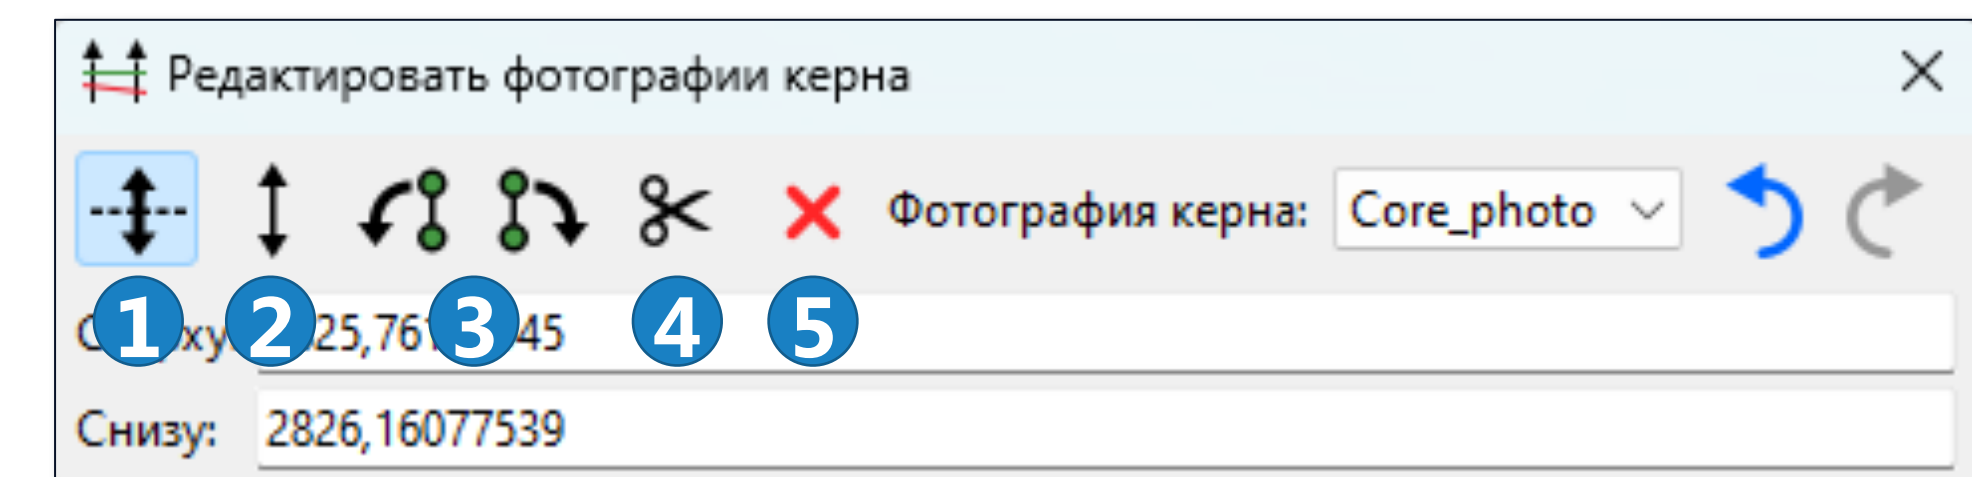 Редактировать фотографии керна
Фотография керна: Core_photo
1 2 3 4 5
Снизу: 2826,16077539